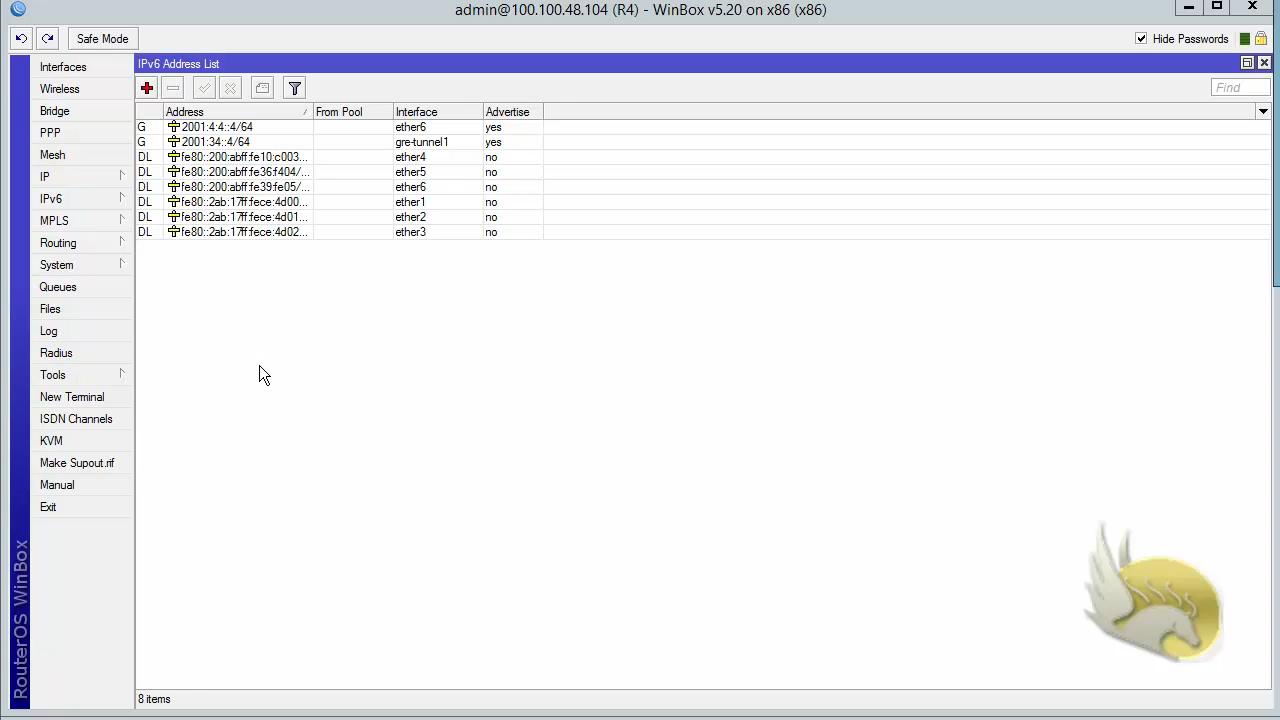 admin@100.100.48.104 (R4) - WinBox v5.20 on x86 (x86)
Safe Mode
Hide Passwords
Interfaces
Wireless
Bridge
PPP
Mesh
IP
IPv6
MPLS
Routing
System
Queues
Files
Log
Radius
Tools
New Terminal
ISDN Channels
KVM
Make Supout.rif
Manual
Exit
RouterOS WinBox
IPv6 Address List
Find
Address From Pool Interface Advertise
G 2001:4:4::4/64 ether6 yes
G 2001:34::4/64 gre-tunnel1 yes
DL fe80::200:abff:fe10:c003... ether4 no
DL fe80::200:abff:fe36:f404/... ether5 no
DL fe80::200:abff:fe39:fe05/... ether6 no
DL fe80::2ab:17ff:fece:4d00... ether1 no
DL fe80::2ab:17ff:fece:4d01... ether2 no
DL fe80::2ab:17ff:fece:4d02... ether3 no
8 items